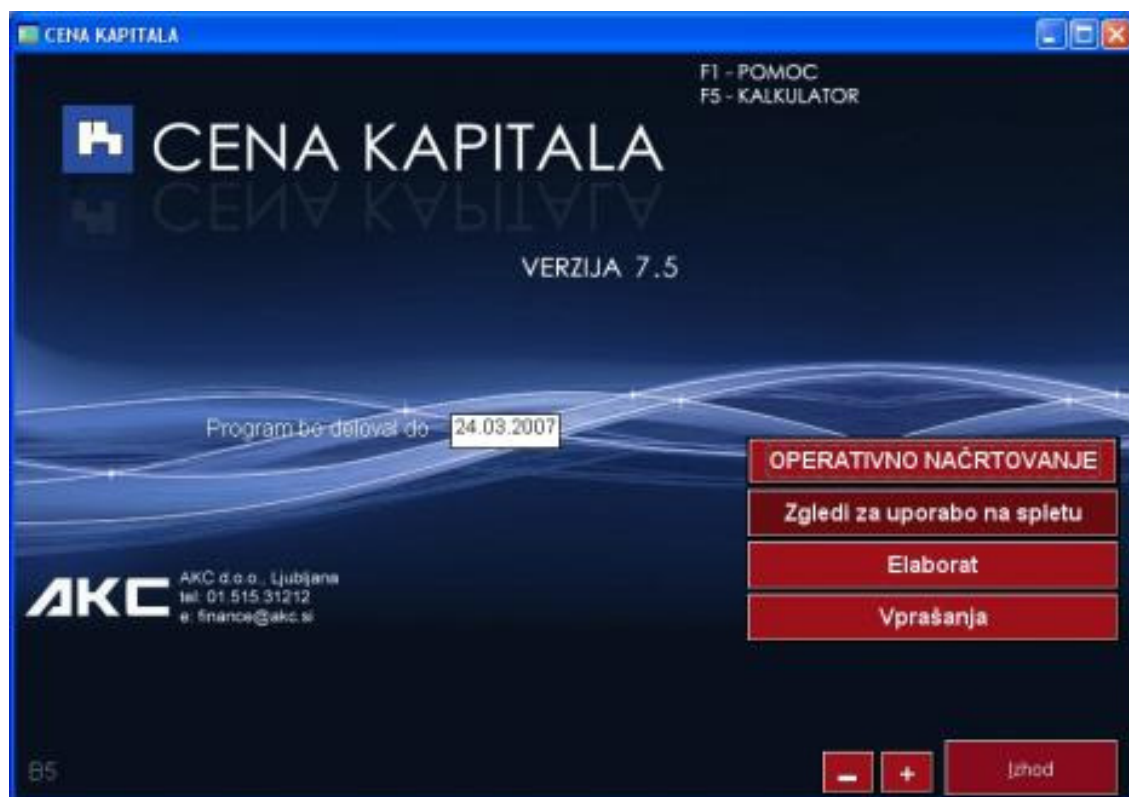 CENA KAPITALA
F1 - POMOC
F5 - KALKULATOR
CENA KAPITALA
VERZIJA 7.5
Program bo deloval do 24.03.2007
OPERATIVNO NAČRTOVANJE
Zgledi za uporabo na spletu
Elaborat
Vprašanja
AKC
AKC d.o.o., Ljubljana
tel: 01.515.31212
e: finance@akc.si
B5
- +
Izhod